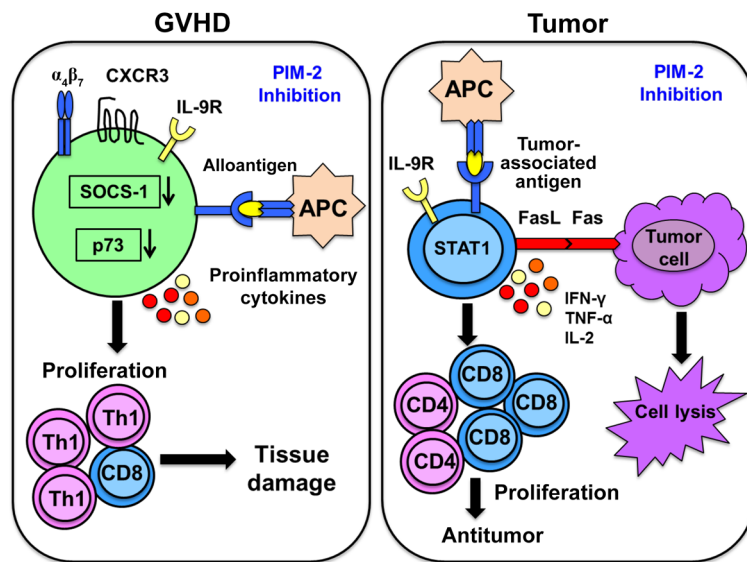 GVHD
α4β7
CXCR3
PIM-2
Inhibition
IL-9R
Alloantigen
SOCS-1
APC
p73
Proinflammatory
cytokines
Proliferation
Th1
Th1
Th1
CD8
Tissue
damage
Tumor
APC
PIM-2
Inhibition
IL-9R
Tumor-
associated
antigen
FasL Fas
STAT1
Tumor
cell
IFN-γ
TNF-α
IL-2
CD8
CD4
CD8
CD8
CD4
Cell lysis
Proliferation
Antitumor